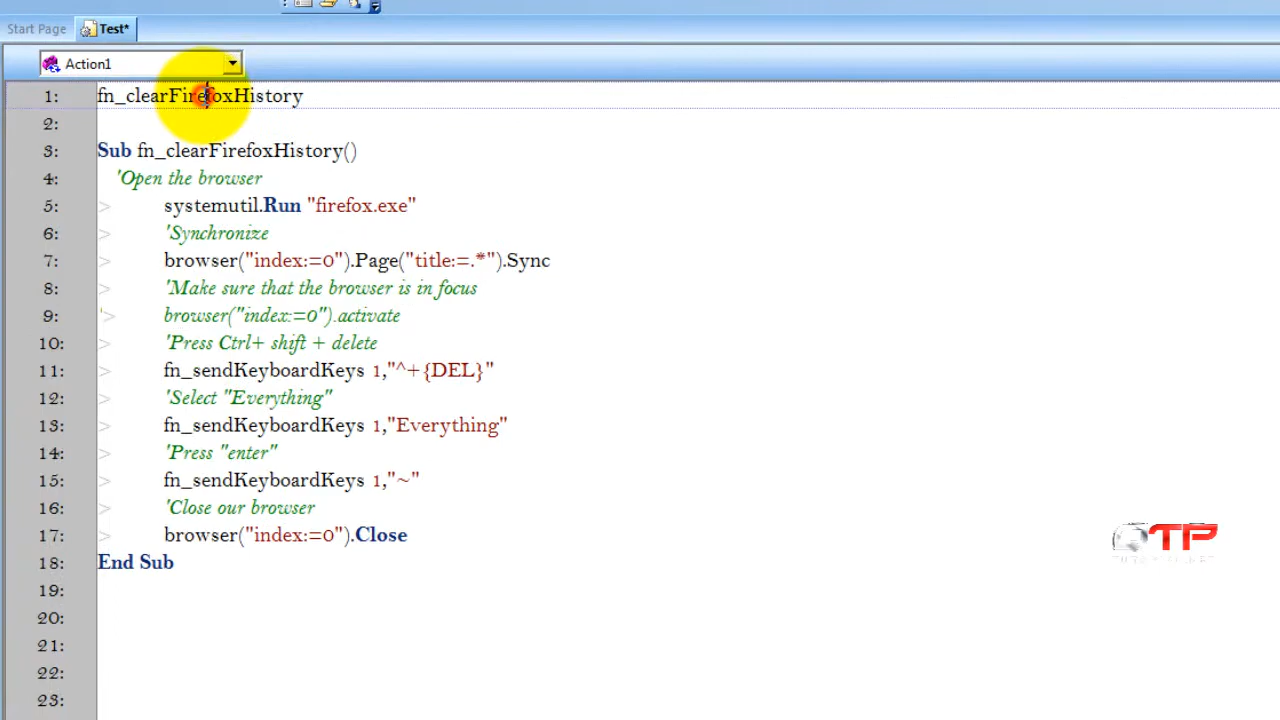 Start Page
Test*
Action1
1: fn_clearFirefoxHistory
2:
3: Sub fn_clearFirefoxHistory()
4: 'Open the browser
5: > systemutil.Run "firefox.exe"
6: > 'Synchronize
7: > browser("index:=0").Page("title:=.*").Sync
8: > 'Make sure that the browser is in focus
9: '> browser("index:=0").activate
10: > 'Press Ctrl+ shift + delete
11: > fn_sendKeyboardKeys 1,"^+{DEL}"
12: > 'Select "Everything"
13: > fn_sendKeyboardKeys 1,"Everything"
14: > 'Press "enter"
15: > fn_sendKeyboardKeys 1,"~"
16: > 'Close our browser
17: > browser("index:=0").Close
18: End Sub
19:
20:
21:
22:
23:
QTP